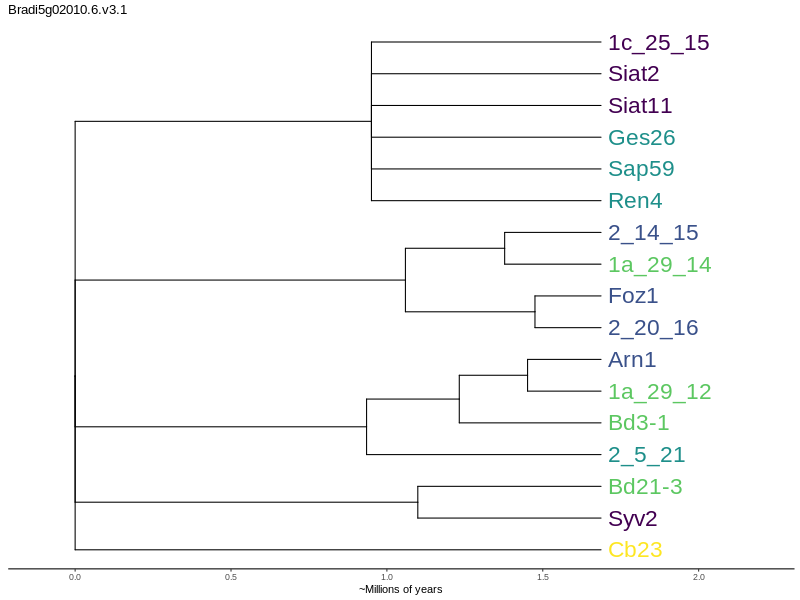 Bradi5g02010.6.v3.1
1c_25_15
Siat2
Siat11
Ges26
Sap59
Ren4
2_14_15
1a_29_14
Foz1
2_20_16
Arn1
1a_29_12
Bd3-1
2_5_21
Bd21-3
Syv2
Cb23
0.0 0.5 1.0 1.5 2.0
~Millions of years